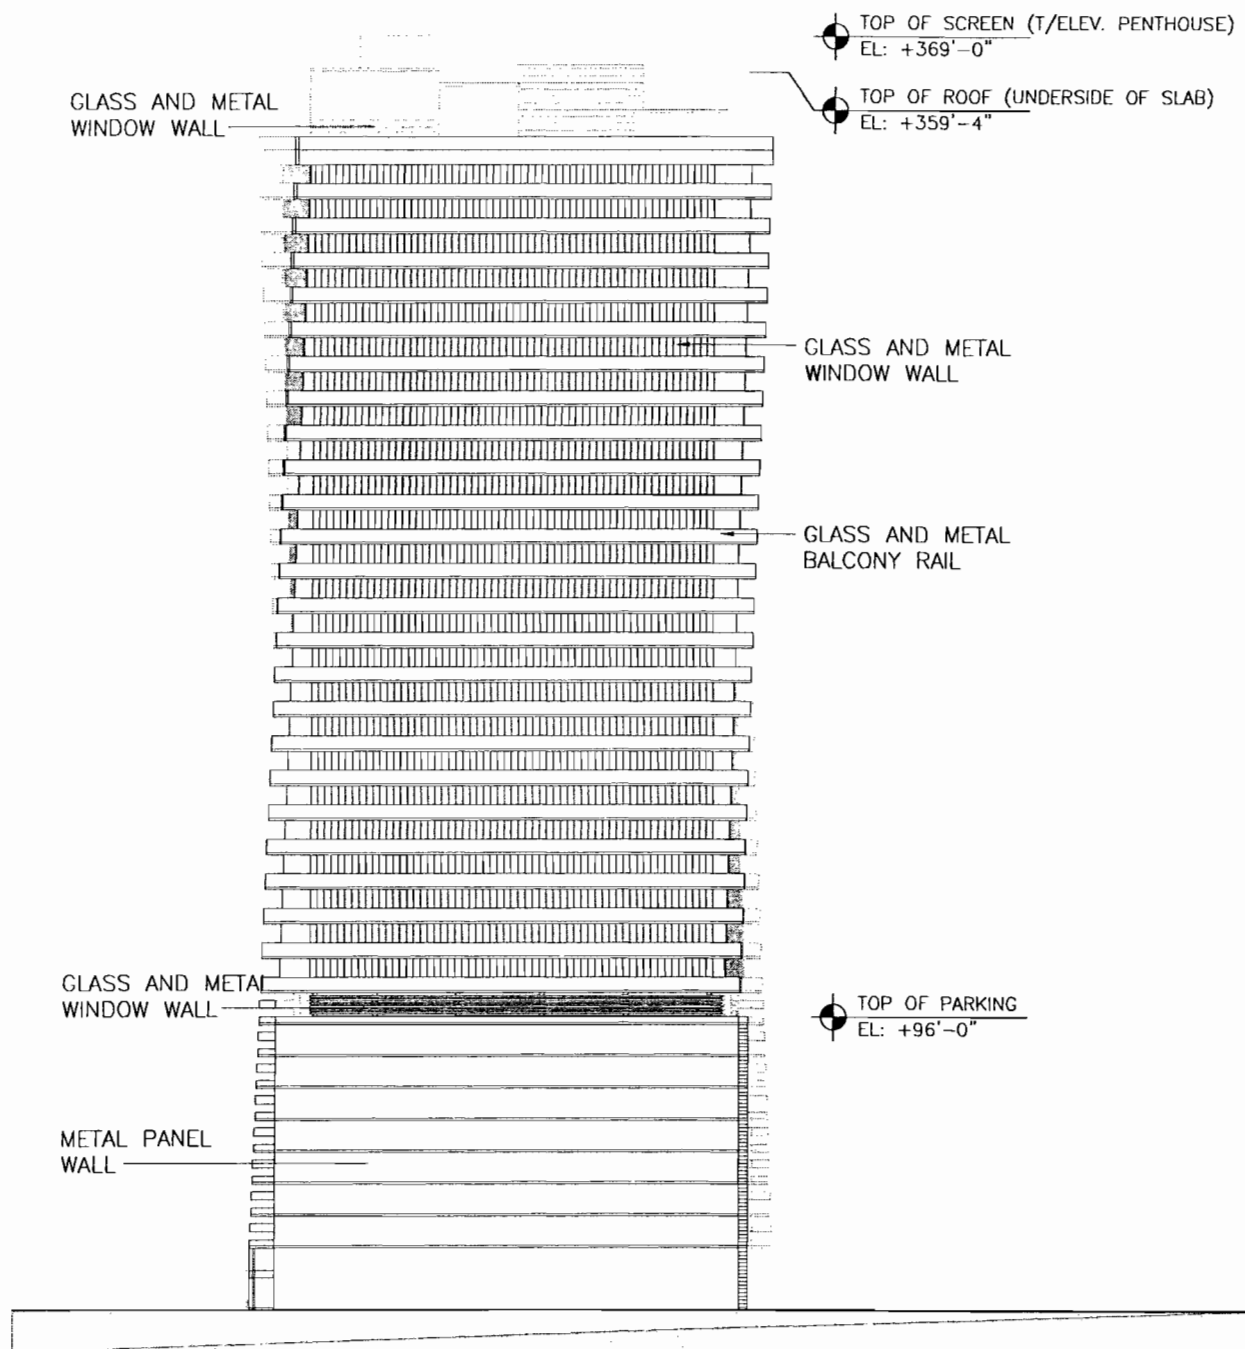 TOP OF SCREEN (T/ELEV. PENTHOUSE)
EL: +369'-0"
TOP OF ROOF (UNDERSIDE OF SLAB)
EL: +359'-4"
GLASS AND METAL
WINDOW WALL
GLASS AND METAL
WINDOW WALL
GLASS AND METAL
BALCONY RAIL
GLASS AND META
WINDOW WALL
TOP OF PARKING
EL: +96'-0"
METAL PANEL
WALL